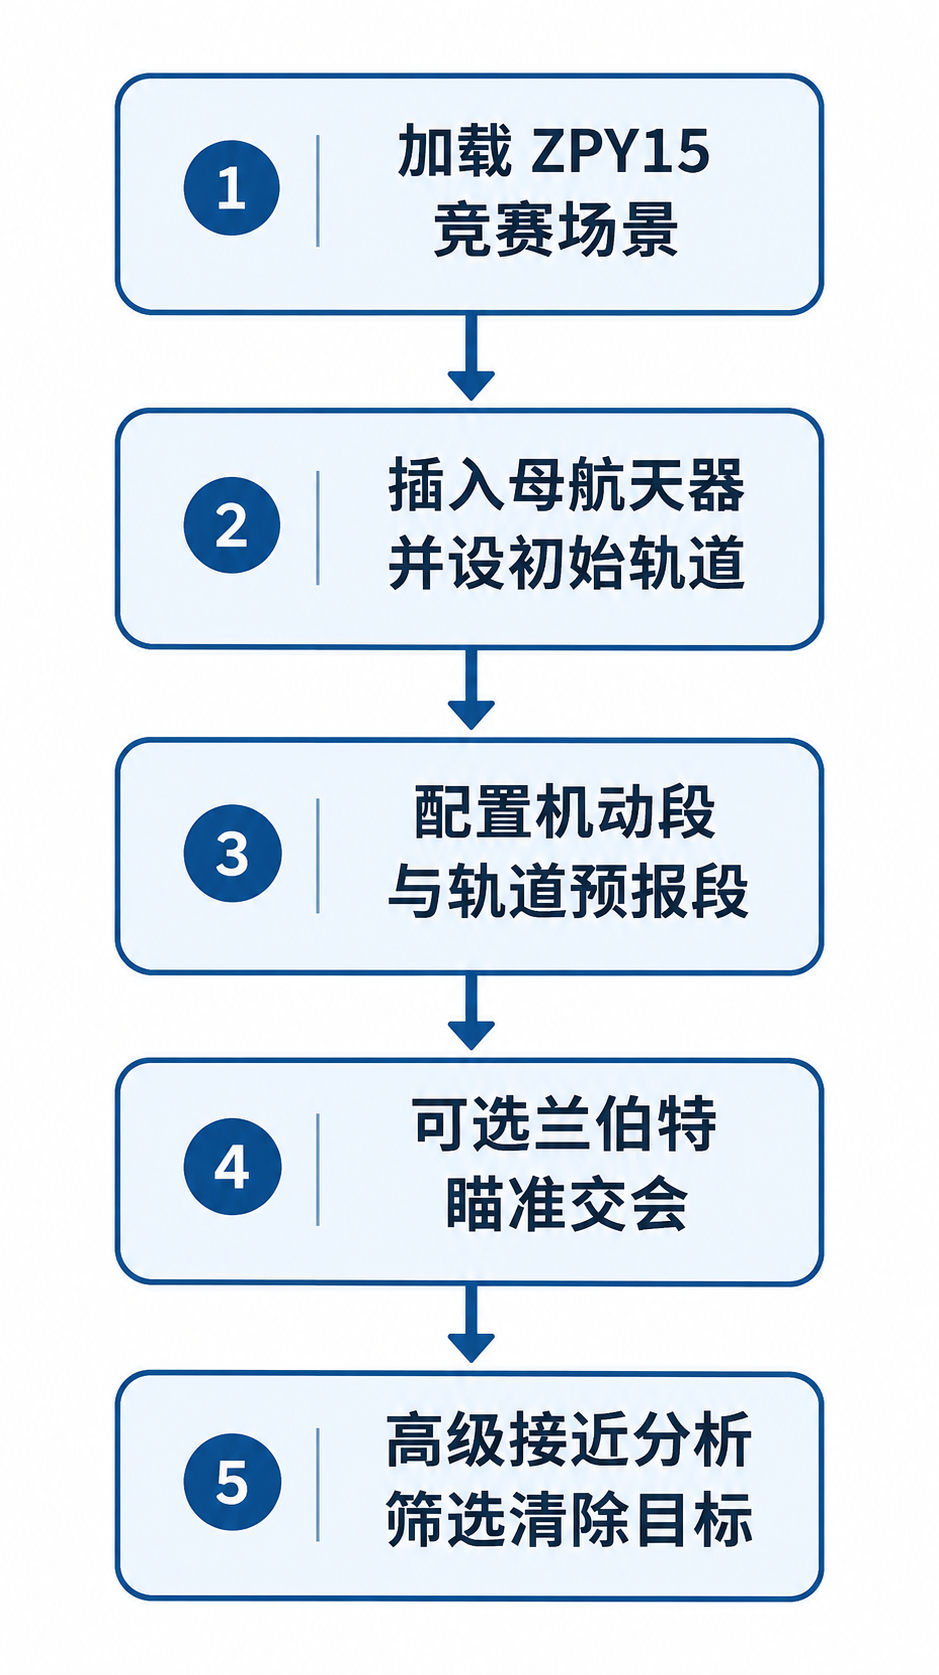 1
加载 ZPY15
竞赛场景
2
插入母航天器
并设初始轨道
3
配置机动段
与轨道预报段
4
可选兰伯特
瞄准交会
5
高级接近分析
筛选清除目标